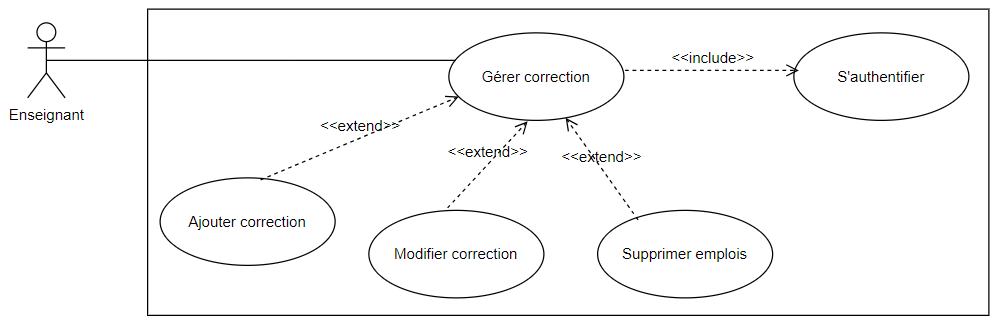 Gérer correction
<<include>>
S'authentifier
Enseignant
<<extend>>
<<extend>>
<<extend>>
Ajouter correction
Modifier correction
Supprimer emplois